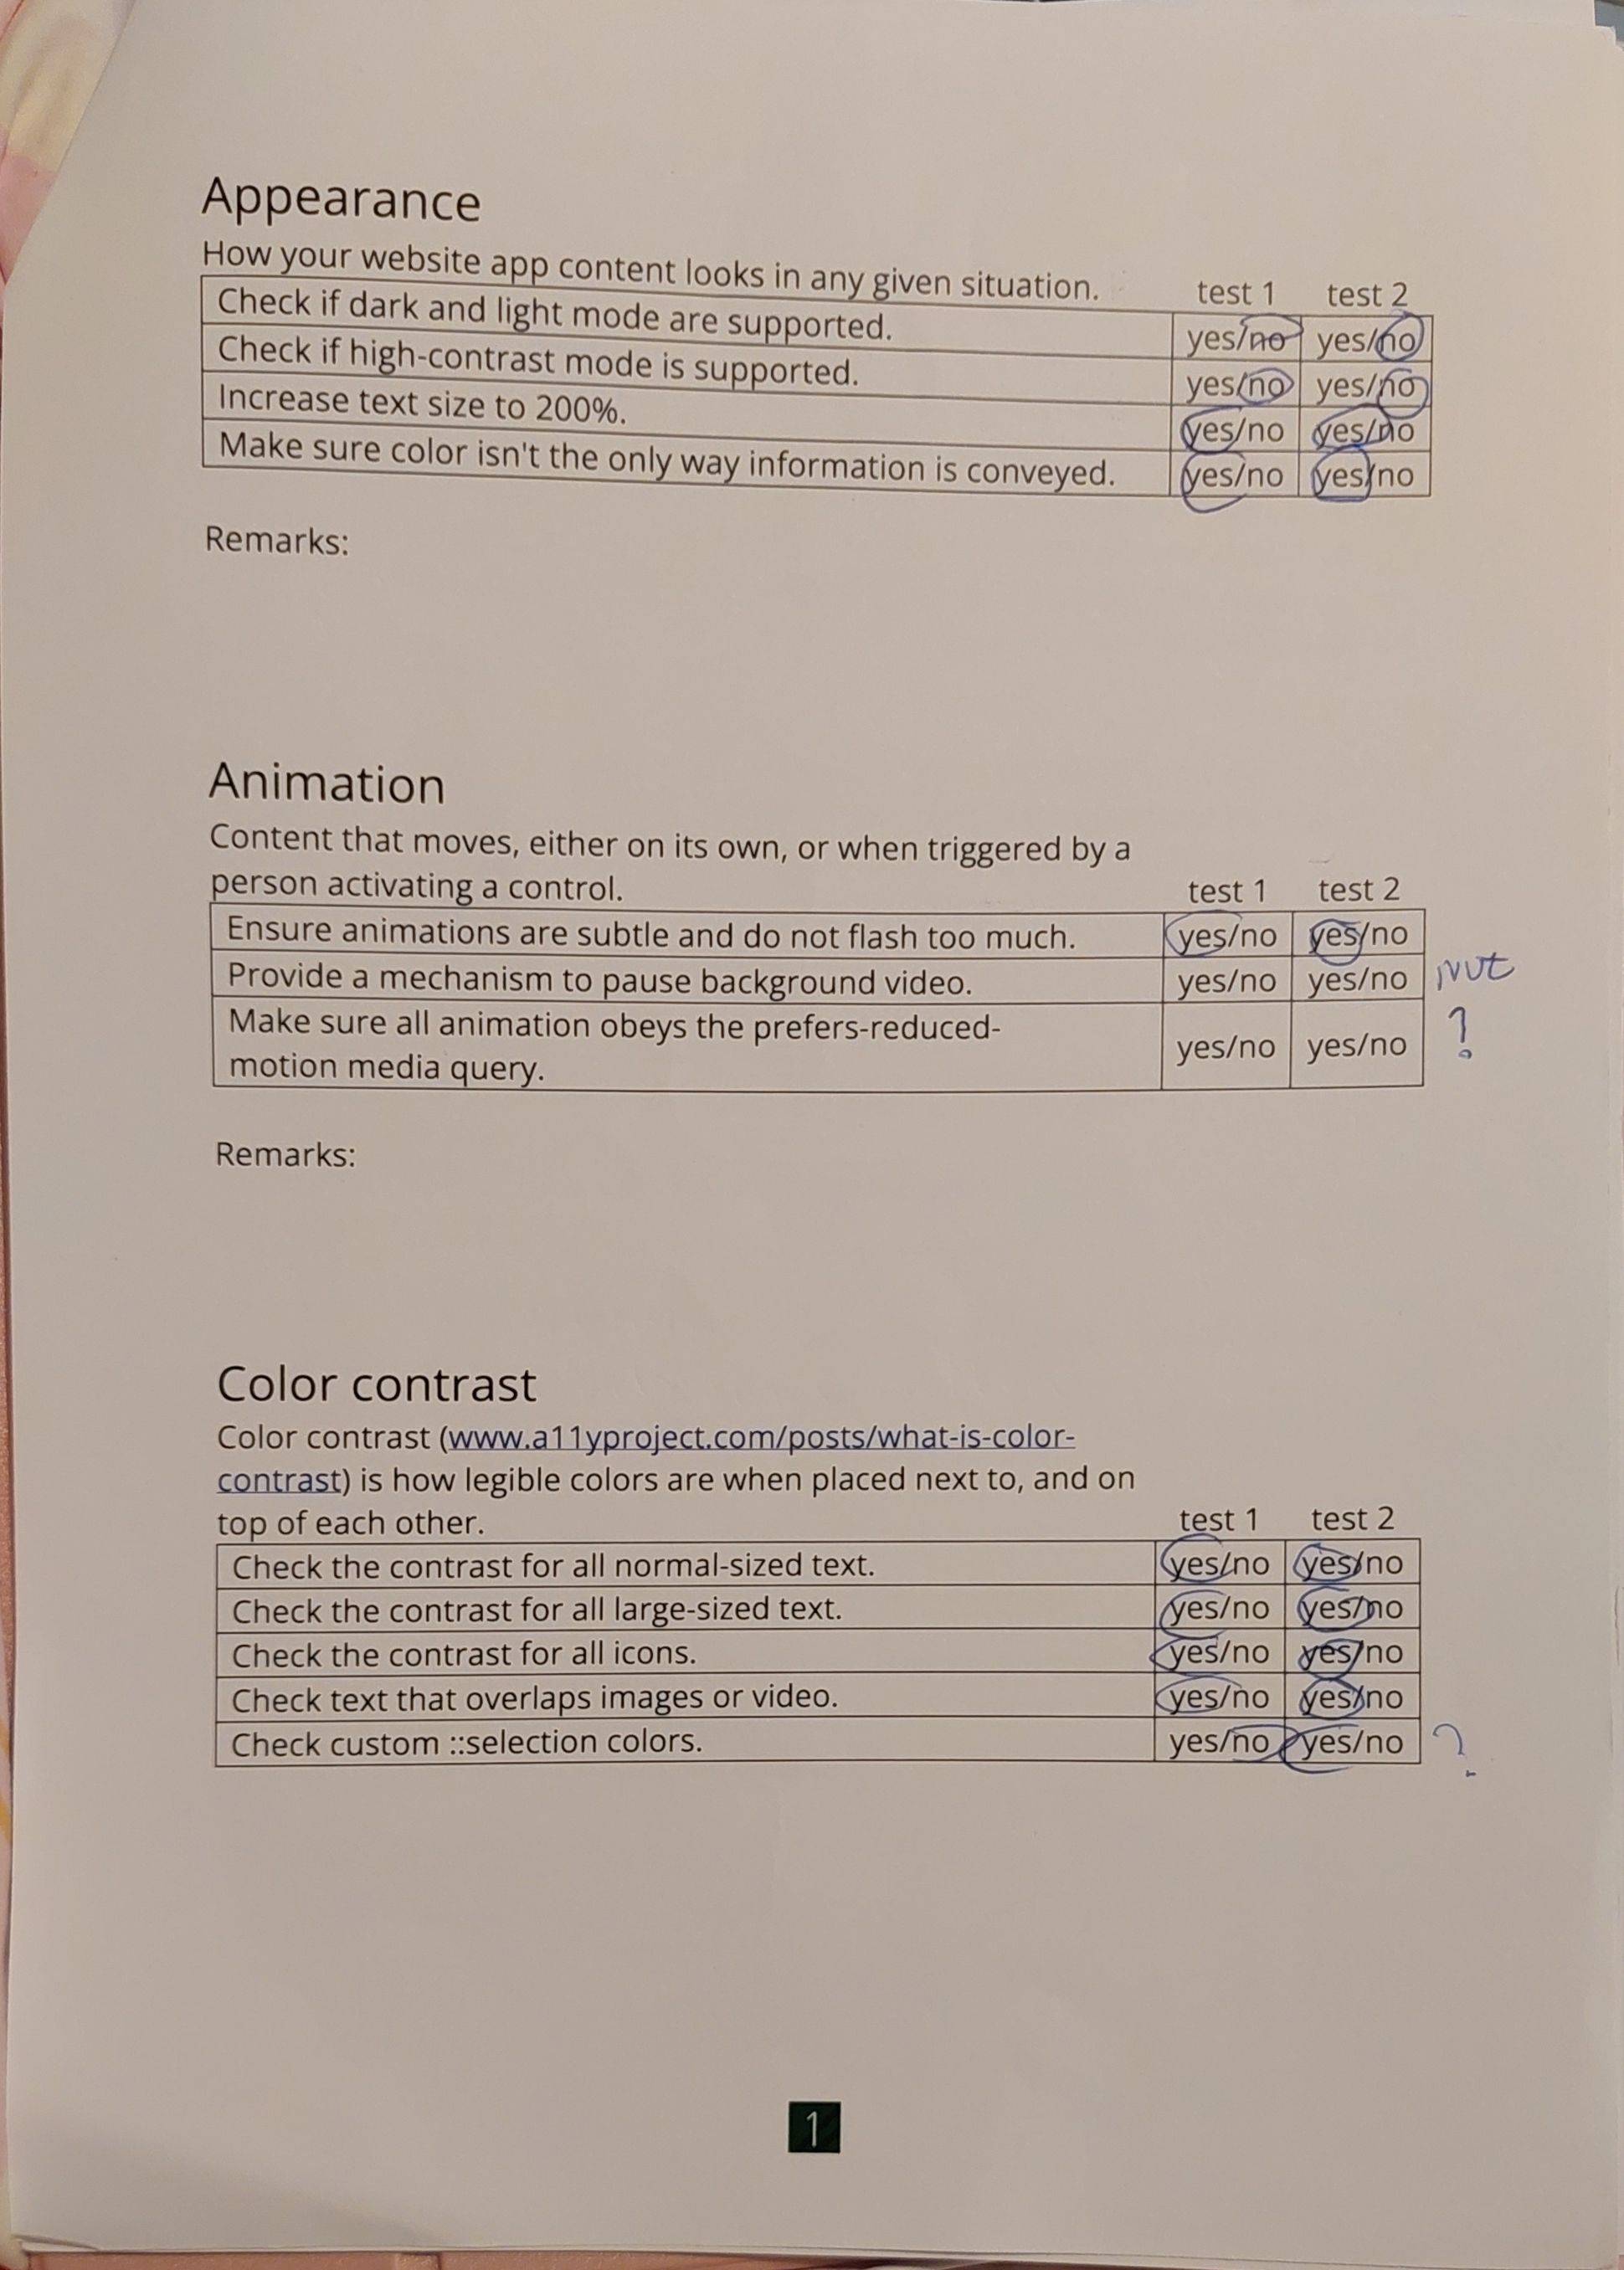 Appearance
How your website app content looks in any given situation. test 1 test 2
Check if dark and light mode are supported. yes/no yes/no
Check if high-contrast mode is supported. yes/no yes/no
Increase text size to 200%. yes/no yes/no
Make sure color isn't the only way information is conveyed. yes/no yes/no
Remarks:
Animation
Content that moves, either on its own, or when triggered by a
person activating a control. test 1 test 2
Ensure animations are subtle and do not flash too much. yes/no yes/no
Provide a mechanism to pause background video. yes/no yes/no
Make sure all animation obeys the prefers-reduced-
motion media query. yes/no yes/no ?
Remarks:
Color contrast
Color contrast (www.a11yproject.com/posts/what-is-color-
contrast) is how legible colors are when placed next to, and on
top of each other. test 1 test 2
Check the contrast for all normal-sized text. yes/no yes/no
Check the contrast for all large-sized text. yes/no yes/no
Check the contrast for all icons. yes/no yes/no
Check text that overlaps images or video. yes/no yes/no
Check custom ::selection colors. yes/no yes/no ?
1